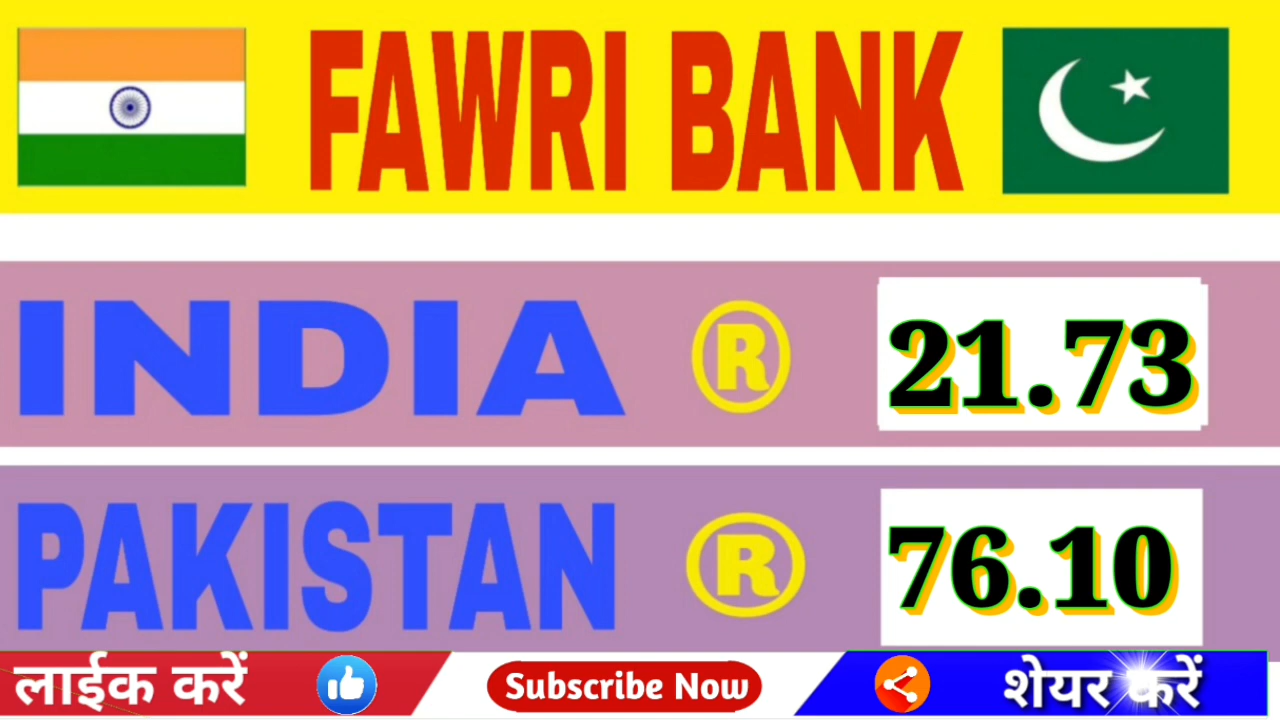 FAWRI BANK
INDIA ® 21.73
PAKISTAN ® 76.10
लाईक करें Subscribe Now शेयर करें